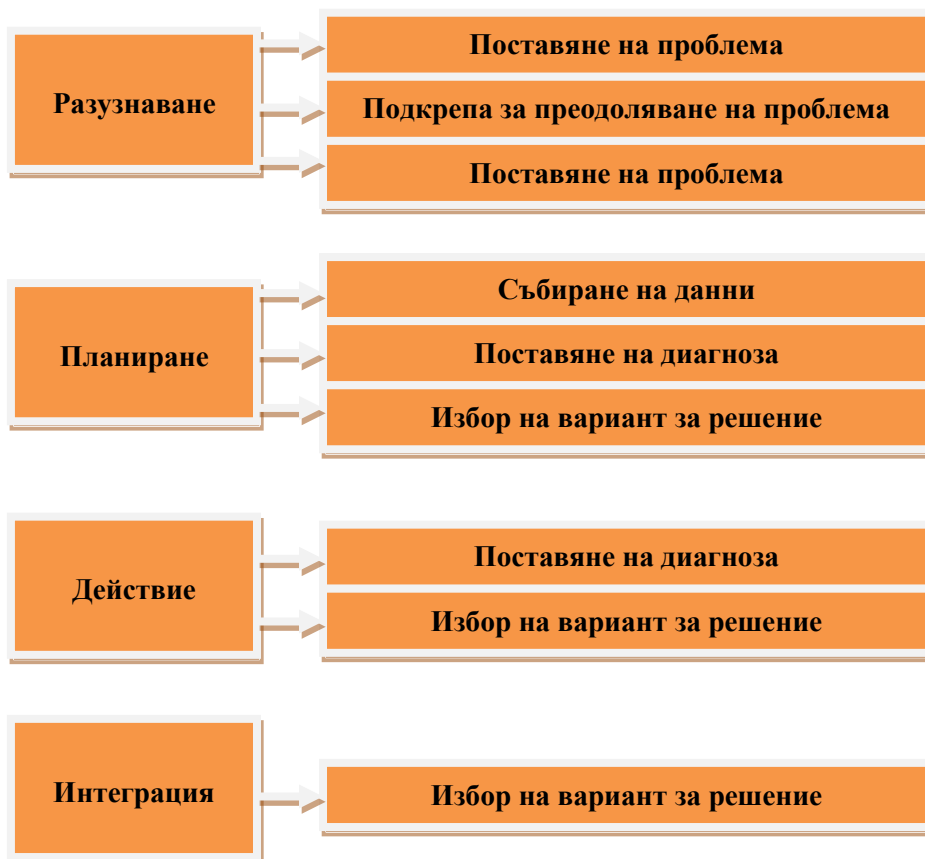 Разузнаване
Поставяне на проблема
Подкрепа за преодоляване на проблема
Поставяне на проблема
Планиране
Събиране на данни
Поставяне на диагноза
Избор на вариант за решение
Действие
Поставяне на диагноза
Избор на вариант за решение
Интеграция
Избор на вариант за решение